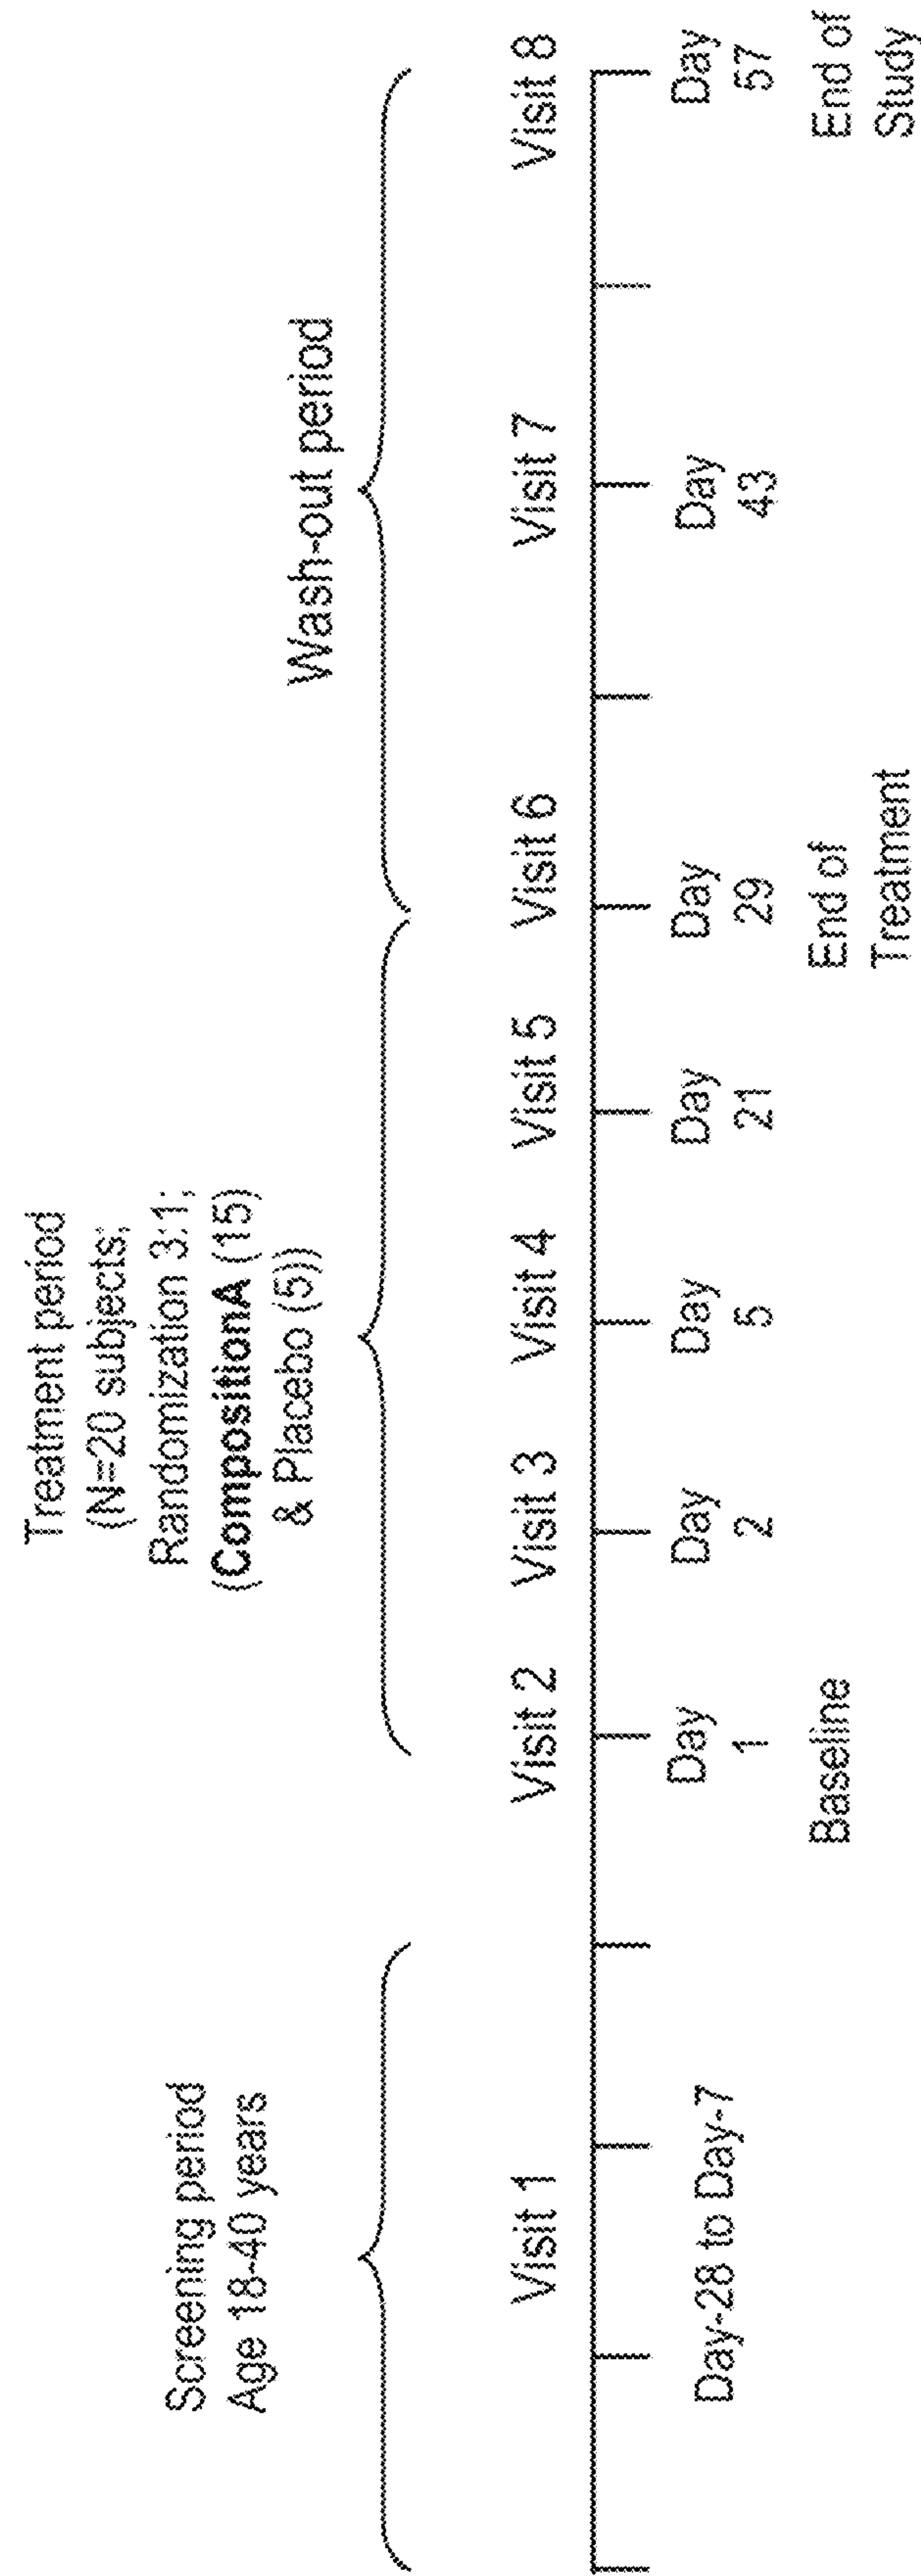 Screening period
Age 18-40 years
Treatment period
(N=20 subjects;
Randomization 3:1;
(CompositionA (15)
& Placebo (5))
Wash-out period
Visit 1
Visit 2
Visit 3
Visit 4
Visit 5
Visit 6
Visit 7
Visit 8
Day-28 to Day-7
Day
1
Baseline
Day
2
Day
5
Day
21
Day
29
End of
Treatment
Day
43
Day
57
End of
Study